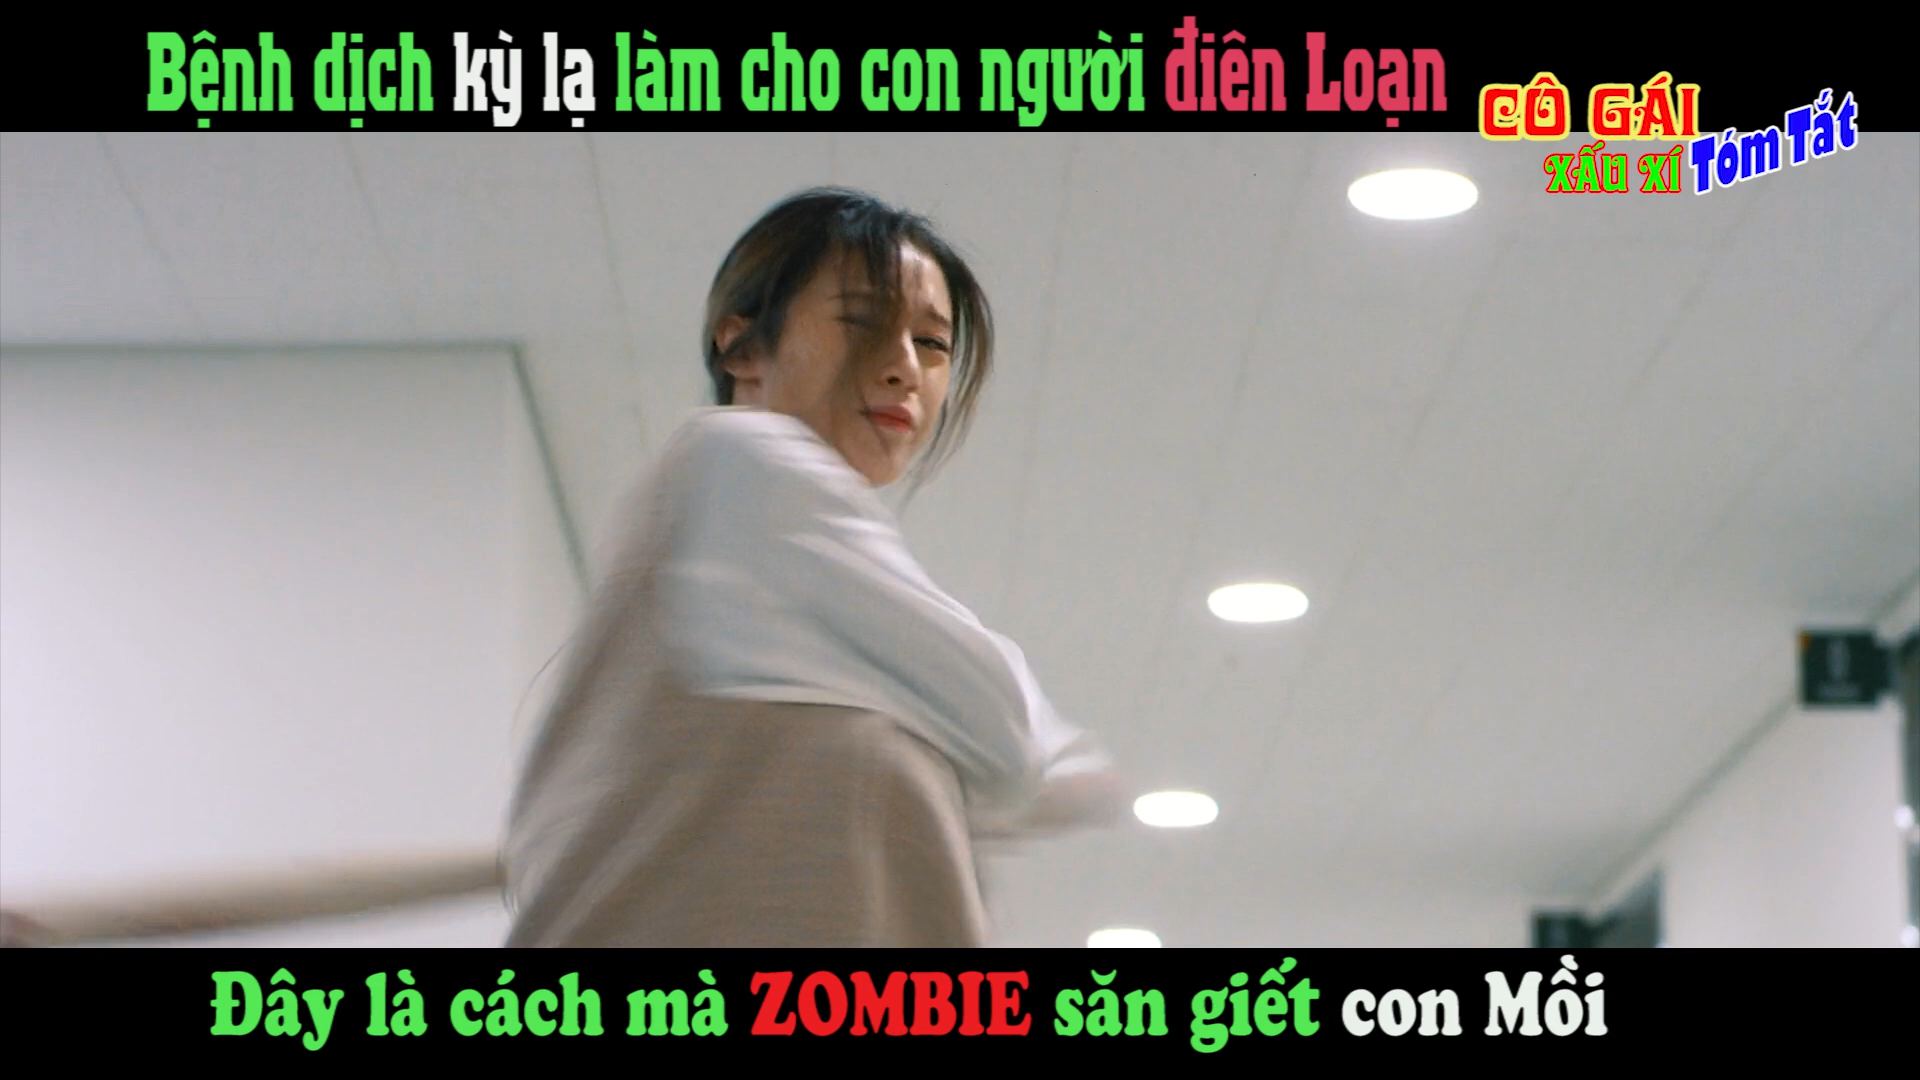 Bệnh dịch kỳ lạ làm cho con người điên Loạn
CÔ GÁI
XẤU XÍ Tóm Tắt
Đây là cách mà ZOMBIE săn giết con Mồi